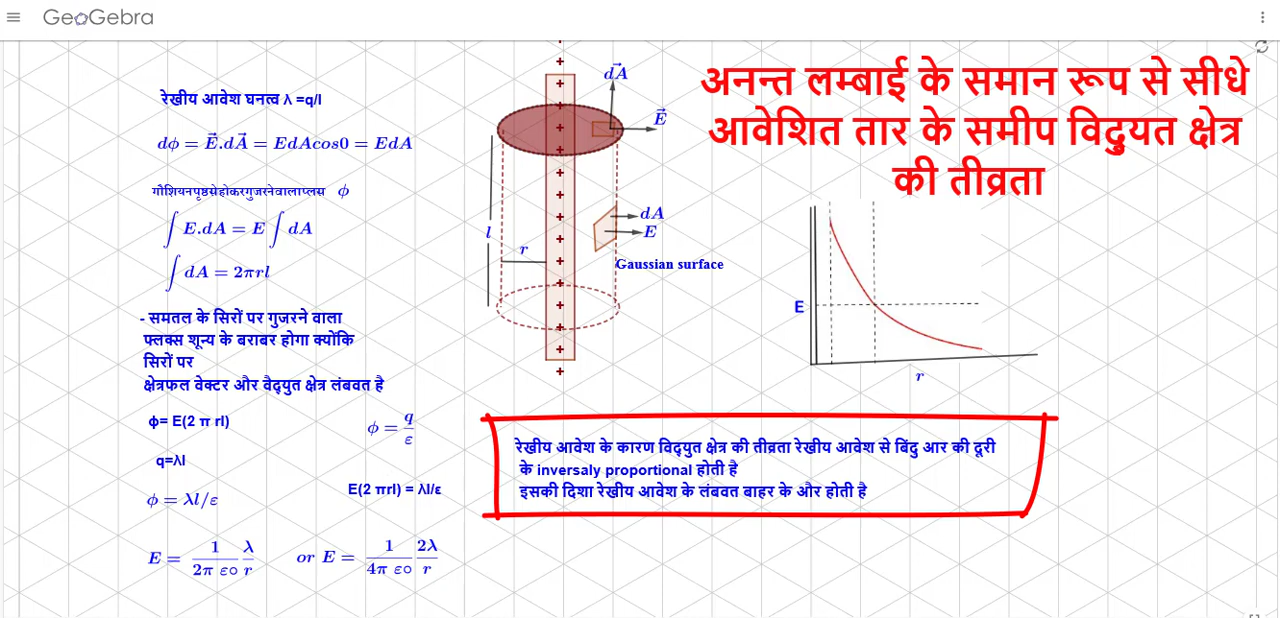 GeoGebra
अनन्त लम्बाई के समान रूप से सीधे
आवेशित तार के समीप विद्युयत क्षेत्र
की तीव्रता
रेखीय आवेश घनत्व λ =q/l
dϕ = E⃗.dA⃗ = EdAcos0 = EdA
गौशियनपृष्ठसेहोकरगुजरनेवालाप्लस ϕ
∫ E.dA = E ∫ dA
∫ dA = 2πrl
- समतल के सिरों पर गुजरने वाला
फ्लक्स शून्य के बराबर होगा क्योंकि
सिरों पर
क्षेत्रफल वेक्टर और वैद्युत क्षेत्र लंबवत है
ϕ= E(2 π rl)
ϕ = q/ε
q=λl
E(2 πrl) = λl/ε
ϕ = λl/ε
E = 1/2π ε○ λ/r or E = 1/4π ε○ 2λ/r
+
dA⃗
E⃗
+
+
+
+
+
+
+
+
+
+
+
+
+
+
dA
E
l
r
Gaussian surface
E
r
रेखीय आवेश के कारण विद्युत क्षेत्र की तीव्रता रेखीय आवेश से बिंदु आर की दूरी
के inversaly proportional होती है
इसकी दिशा रेखीय आवेश के लंबवत बाहर के और होती है